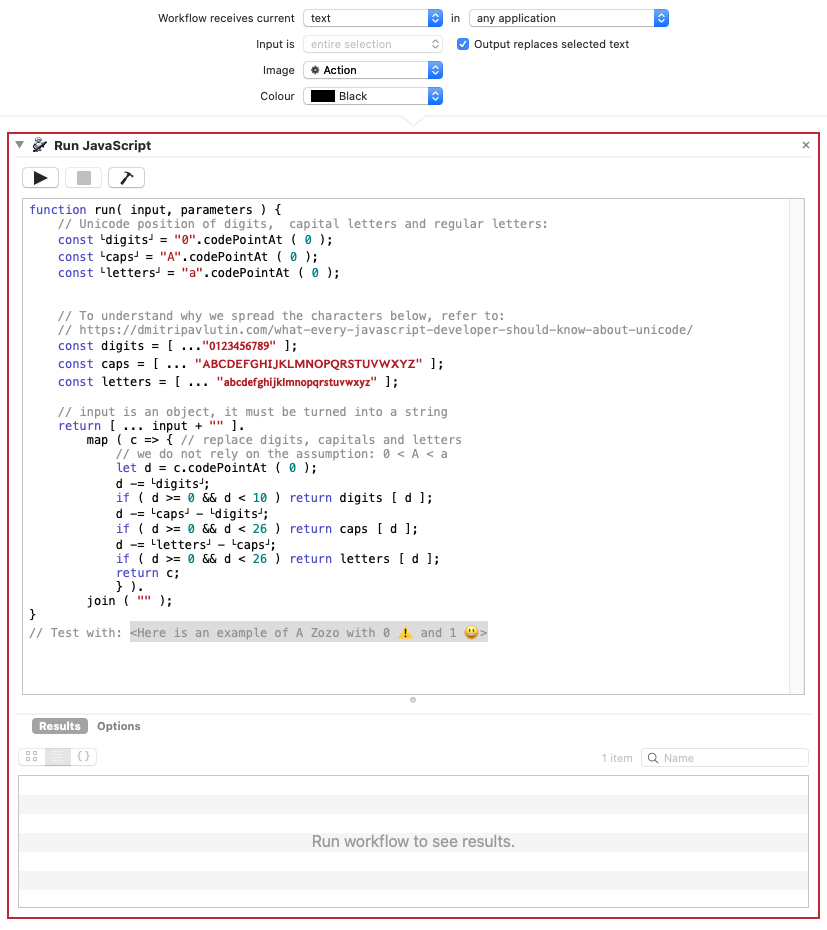 Workflow receives current text in any application
Input is entire selection Output replaces selected text
Image Action
Colour Black
Run JavaScript
function run( input, parameters ) {
// Unicode position of digits,  capital letters and regular letters:
const ╘digits╛ = "0".codePointAt ( 0 );
const ╘caps╛ = "A".codePointAt ( 0 );
const ╘letters╛ = "a".codePointAt ( 0 );
// To understand why we spread the characters below, refer to:
// https://dmitripavlutin.com/what-every-javascript-developer-should-know-about-unicode/
const digits = [ ..."𝟢𝟣𝟤𝟥𝟦𝟧𝟨𝟩𝟪𝟫" ];
const caps = [ ... "𝖠𝖡𝖢𝖣𝖤𝖥𝖦𝖧𝖨𝖩𝖪𝖫𝖬𝖭𝖮𝖯𝖰𝖱𝖲𝖳𝖴𝖵𝖶𝖷𝖸𝖹" ];
const letters = [ ... "𝖺𝖻𝖼𝖽𝖾𝖿𝗀𝗁𝗂𝗃𝗄𝗅𝗆𝗇𝗈𝗉𝗊𝗋𝗌𝗍𝗎𝗏𝗐𝗑𝗒𝗓" ];
// input is an object, it must be turned into a string
return [ ... input + "" ].
map ( c => { // replace digits, capitals and letters
// we do not rely on the assumption: 0 < A < a
let d = c.codePointAt ( 0 );
d -= ╘digits╛;
if ( d >= 0 && d < 10 ) return digits [ d ];
d -= ╘caps╛ - ╘digits╛;
if ( d >= 0 && d < 26 ) return caps [ d ];
d -= ╘letters╛ - ╘caps╛;
if ( d >= 0 && d < 26 ) return letters [ d ];
return c;
} ).
join ( "" );
}
// Test with: <Here is an example of A Zozo with 0 ⚠️ and 1 😃>
Results Options
{} 1 item Name
Run workflow to see results.